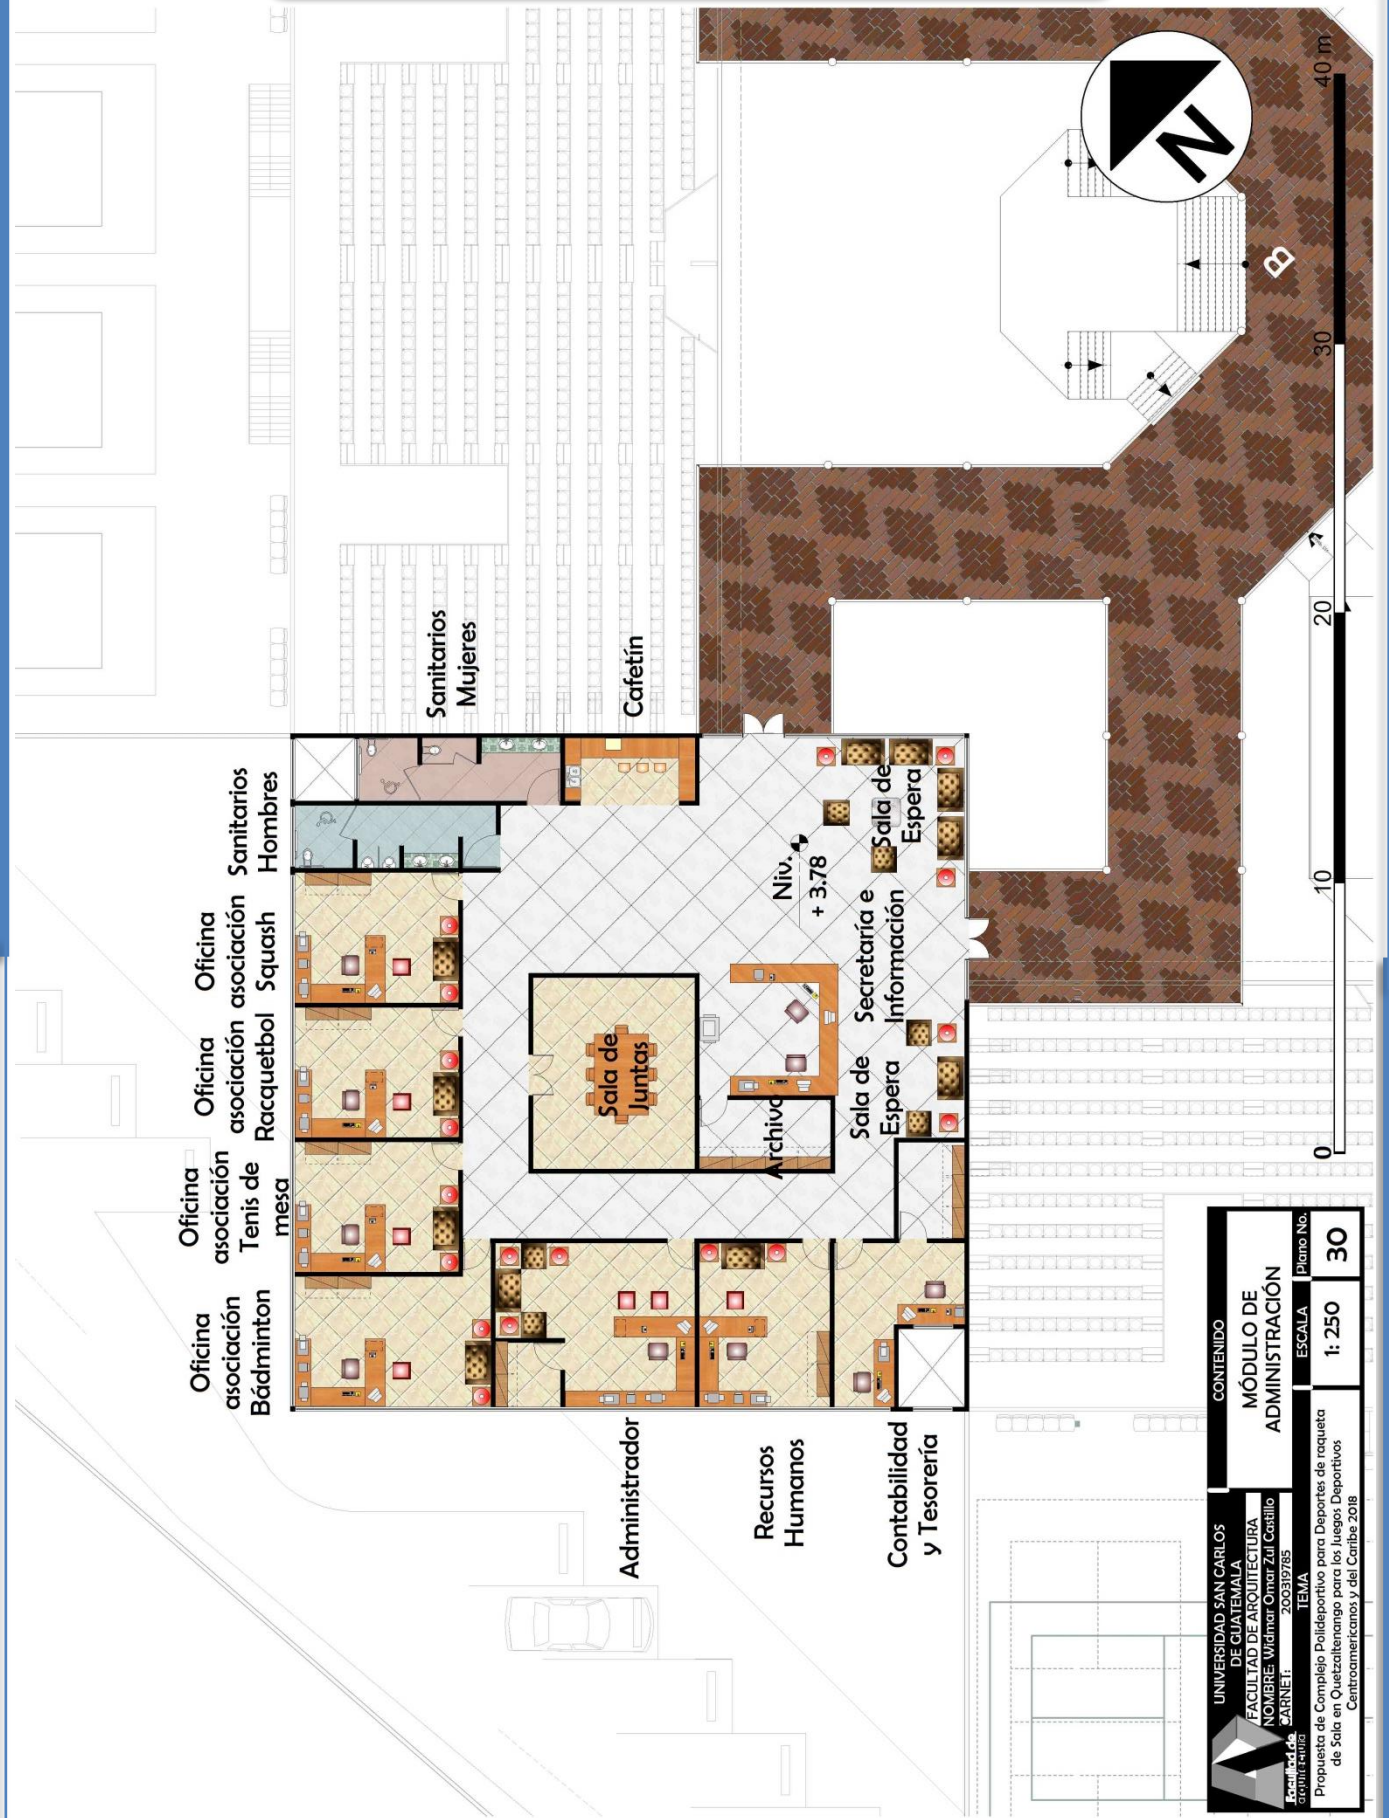 Oficina
asociación
Bádminton
Oficina
asociación
Tenis de
mesa
Oficina
asociación
Racquetbol
Oficina
asociación
Squash
Sanitarios
Hombres
Sanitarios
Mujeres
Cafetín
Administrador
Sala de
Juntas
Recursos
Humanos
Archivo
Niv.
+ 3.78
Contabilidad
y Tesorería
Sala de
Espera
Secretaría e
Información
Sala de
Espera
N
B
0
10
20
30
40 m
UNIVERSIDAD SAN CARLOS
DE GUATEMALA
FACULTAD DE ARQUITECTURA
NOMBRE: Widmar Omar Zul Castillo
CARNET: 200319785
Facultad de
arquitectura
CONTENIDO
MÓDULO DE
ADMINISTRACIÓN
TEMA
Propuesta de Complejo Polideportivo para Deportes de raqueta
de Sala en Quetzaltenango para los Juegos Deportivos
Centroamericanos y del Caribe 2018
ESCALA
1: 250
Plano No.
30